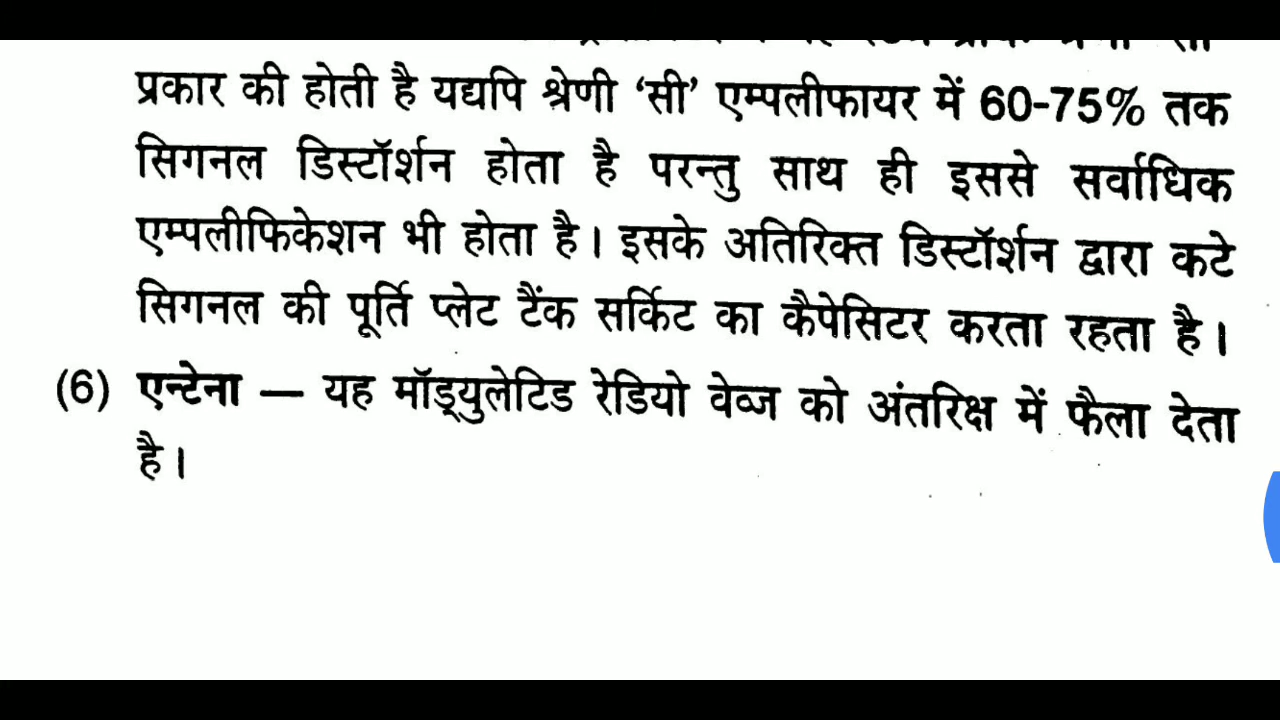 प्रकार की होती है यद्यपि श्रेणी ‘सी’ एम्पलीफायर में 60-75% तक
सिगनल डिस्टॉर्शन होता है परन्तु साथ ही इससे सर्वाधिक
एम्पलीफिकेशन भी होता है। इसके अतिरिक्त डिस्टॉर्शन द्वारा कटे
सिगनल की पूर्ति प्लेट टैंक सर्किट का कैपेसिटर करता रहता है।
(6) एन्टेना — यह मॉड्युलेटिड रेडियो वेव्ज को अंतरिक्ष में फैला देता
है।